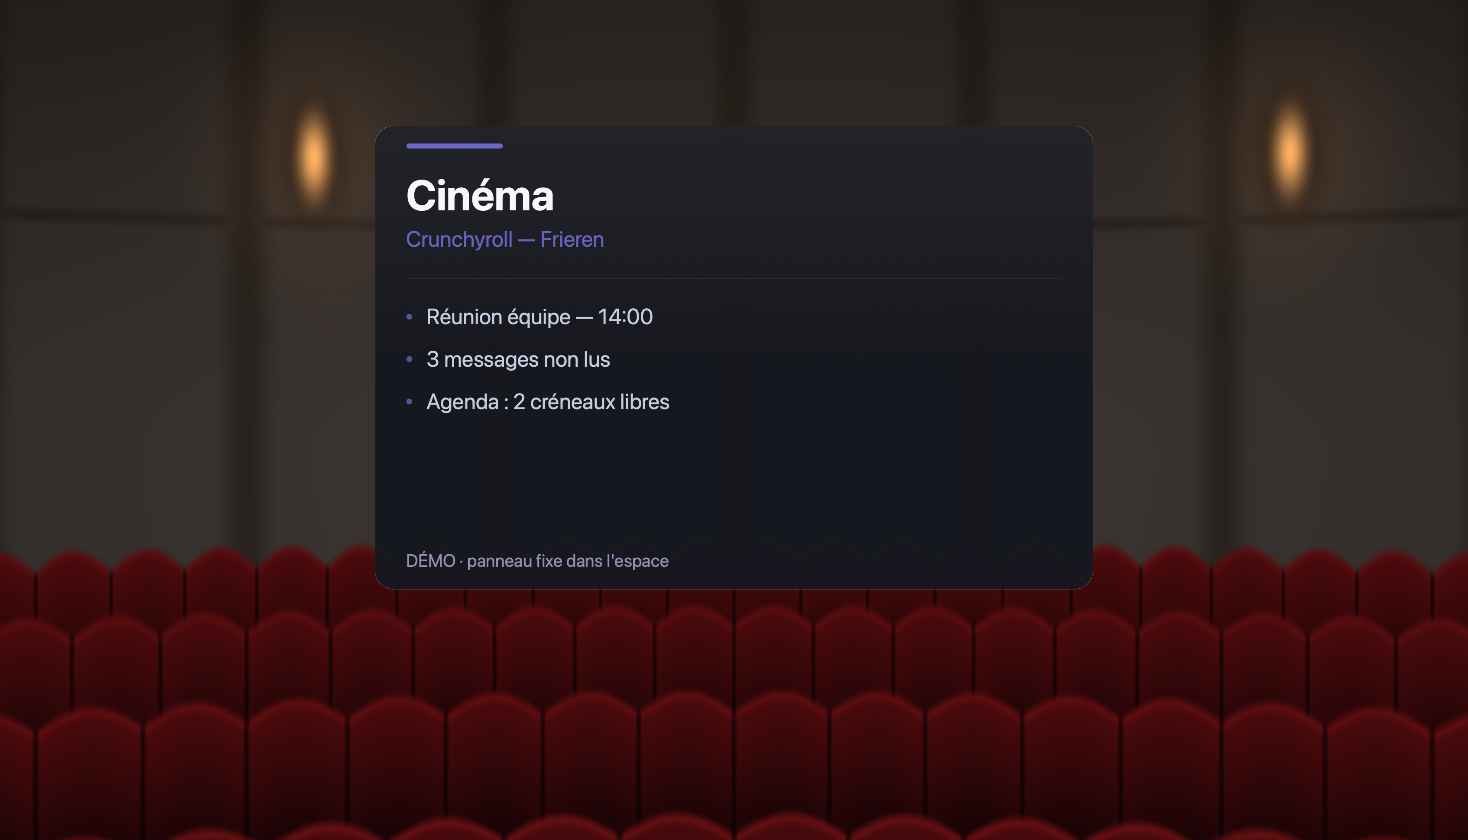 Cinéma
Crunchyroll — Frieren
• Réunion équipe — 14:00
• 3 messages non lus
• Agenda : 2 créneaux libres
DÉMO · panneau fixe dans l'espace